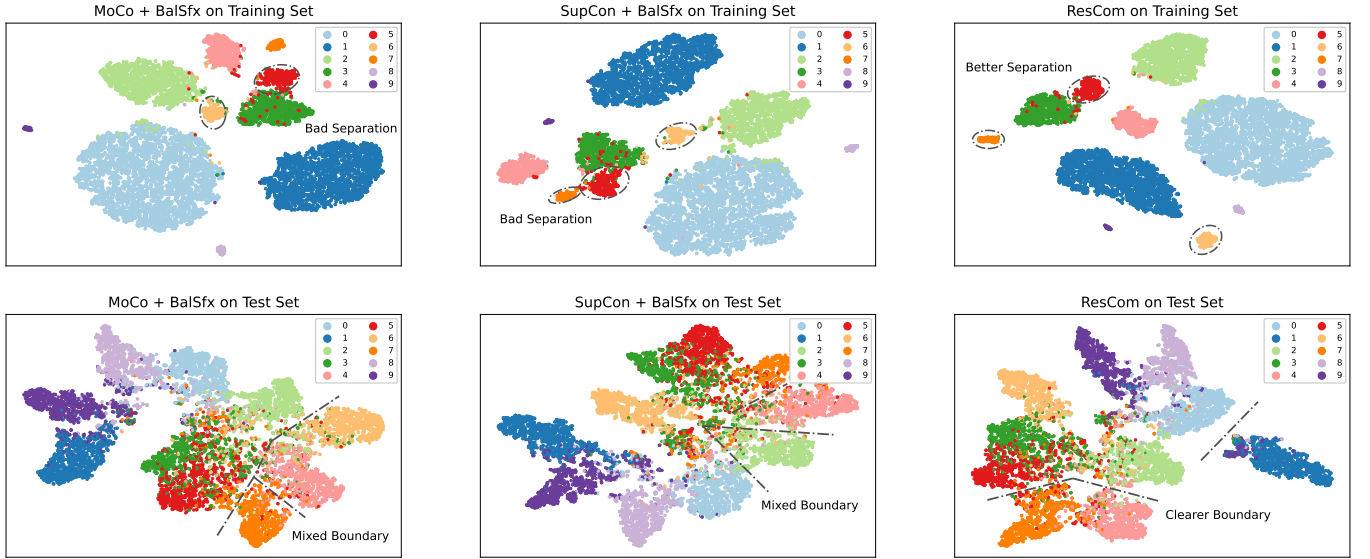 MoCo + BalSfx on Training Set
0 5
1 6
2 7
3 8
4 9
Bad Separation
SupCon + BalSfx on Training Set
0 5
1 6
2 7
3 8
4 9
Bad Separation
ResCom on Training Set
0 5
1 6
2 7
3 8
4 9
Better Separation
MoCo + BalSfx on Test Set
0 5
1 6
2 7
3 8
4 9
Mixed Boundary
SupCon + BalSfx on Test Set
0 5
1 6
2 7
3 8
4 9
Mixed Boundary
ResCom on Test Set
0 5
1 6
2 7
3 8
4 9
Clearer Boundary